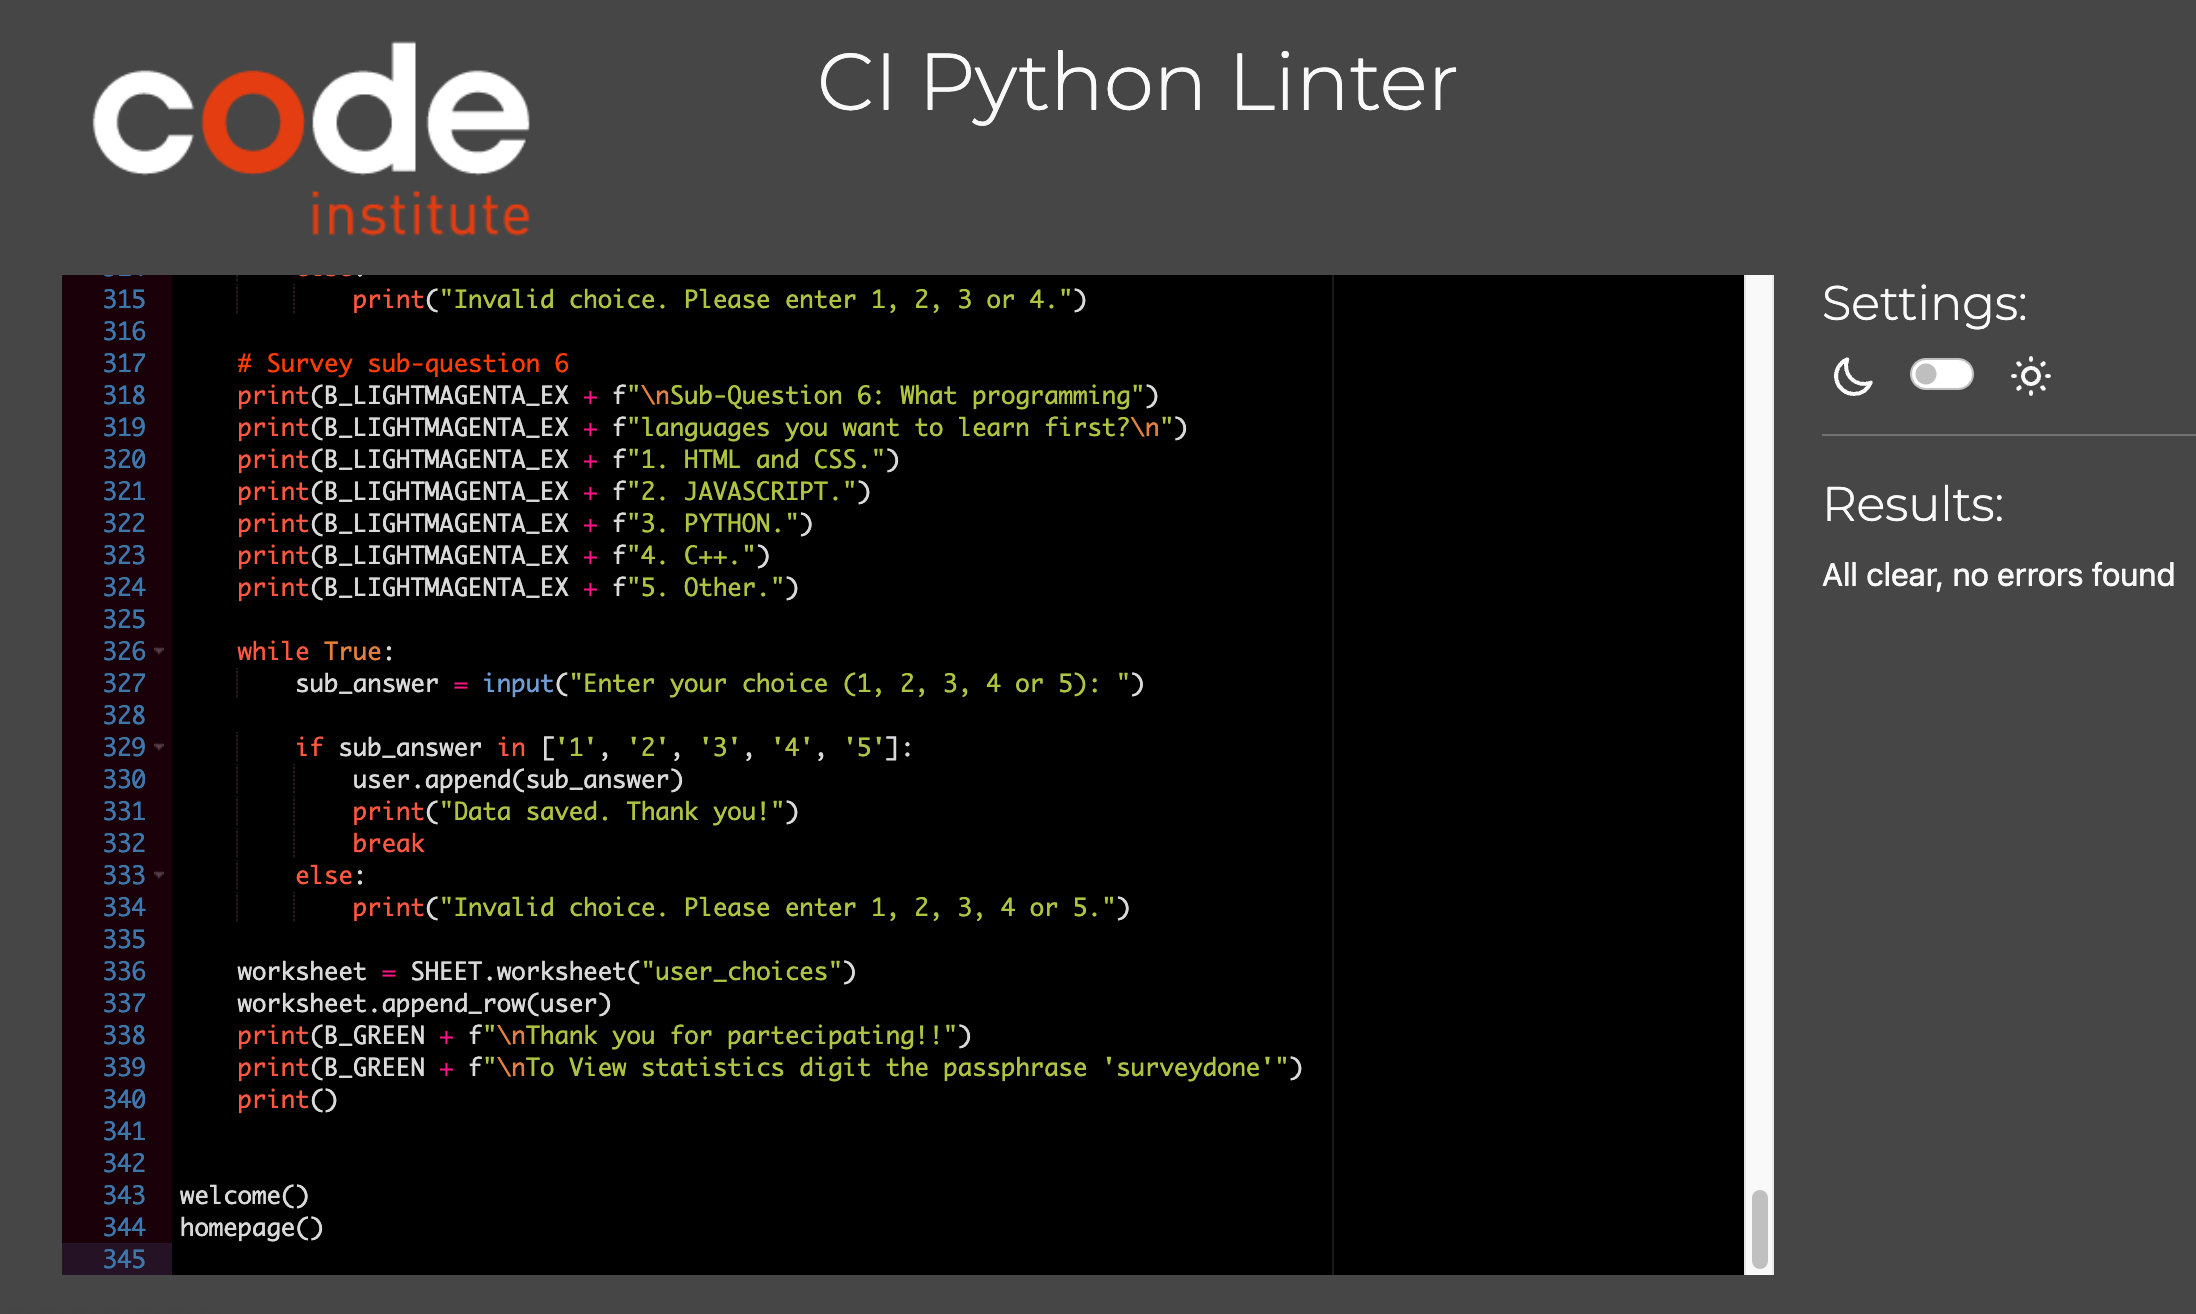 code
institute
CI Python Linter
315 print("Invalid choice. Please enter 1, 2, 3 or 4.")
316
317 # Survey sub-question 6
318 print(B_LIGHTMAGENTA_EX + f"\nSub-Question 6: What programming")
319 print(B_LIGHTMAGENTA_EX + f"languages you want to learn first?\n")
320 print(B_LIGHTMAGENTA_EX + f"1. HTML and CSS.")
321 print(B_LIGHTMAGENTA_EX + f"2. JAVASCRIPT.")
322 print(B_LIGHTMAGENTA_EX + f"3. PYTHON.")
323 print(B_LIGHTMAGENTA_EX + f"4. C++.")
324 print(B_LIGHTMAGENTA_EX + f"5. Other.")
325
326 while True:
327 sub_answer = input("Enter your choice (1, 2, 3, 4 or 5): ")
328
329 if sub_answer in ['1', '2', '3', '4', '5']:
330 user.append(sub_answer)
331 print("Data saved. Thank you!")
332 break
333 else:
334 print("Invalid choice. Please enter 1, 2, 3, 4 or 5.")
335
336 worksheet = SHEET.worksheet("user_choices")
337 worksheet.append_row(user)
338 print(B_GREEN + f"\nThank you for partecipating!!")
339 print(B_GREEN + f"\nTo View statistics digit the passphrase 'surveydone'")
340 print()
341
342
343 welcome()
344 homepage()
345
Settings:
Results:
All clear, no errors found